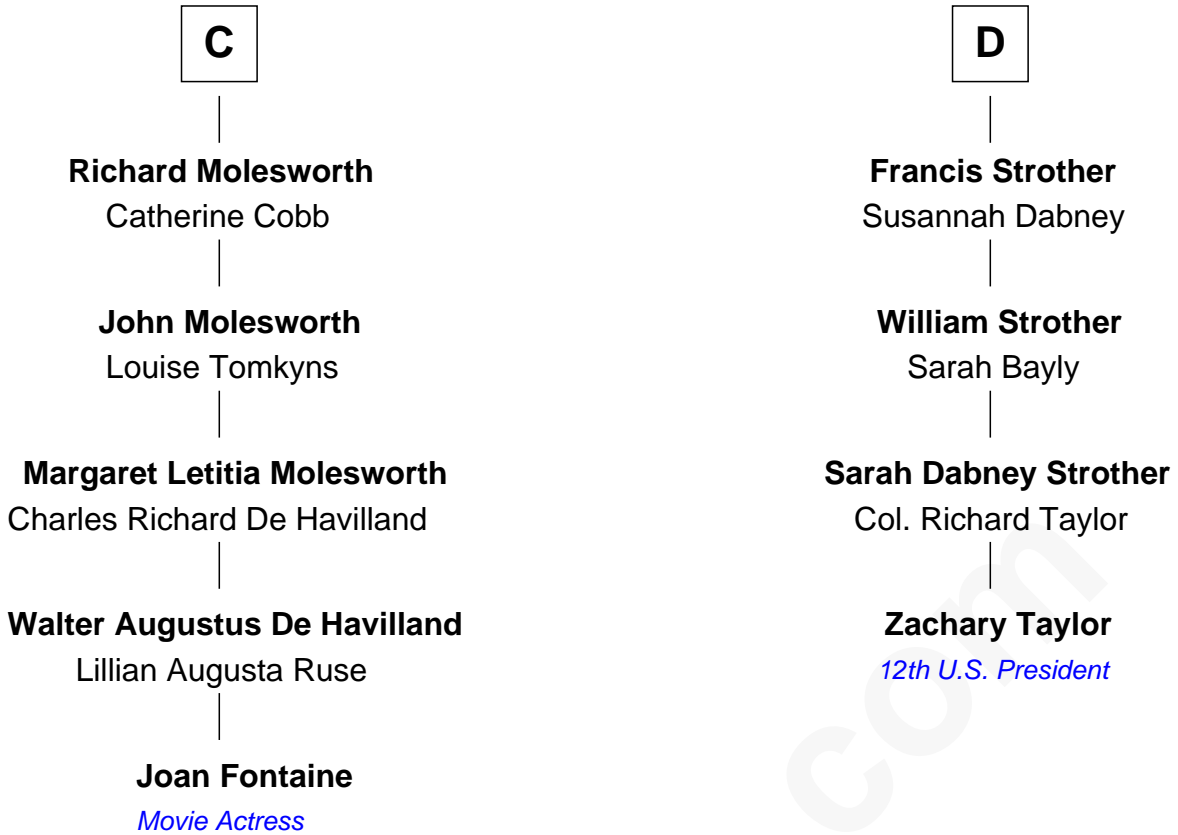 C
Richard Molesworth
Catherine Cobb
John Molesworth
Louise Tomkyns
Margaret Letitia Molesworth
Charles Richard De Havilland
Walter Augustus De Havilland
Lillian Augusta Ruse
Joan Fontaine
Movie Actress
D
Francis Strother
Susannah Dabney
William Strother
Sarah Bayly
Sarah Dabney Strother
Col. Richard Taylor
Zachary Taylor
12th U.S. President
com